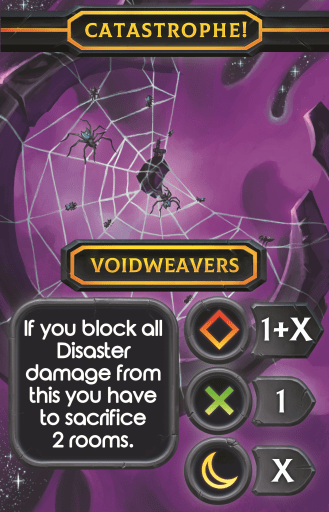 CATASTROPHE!
VOIDWEAVERS
If you block all
Disaster
damage from
this you have
to sacrifice
2 rooms.
1+X
1
X